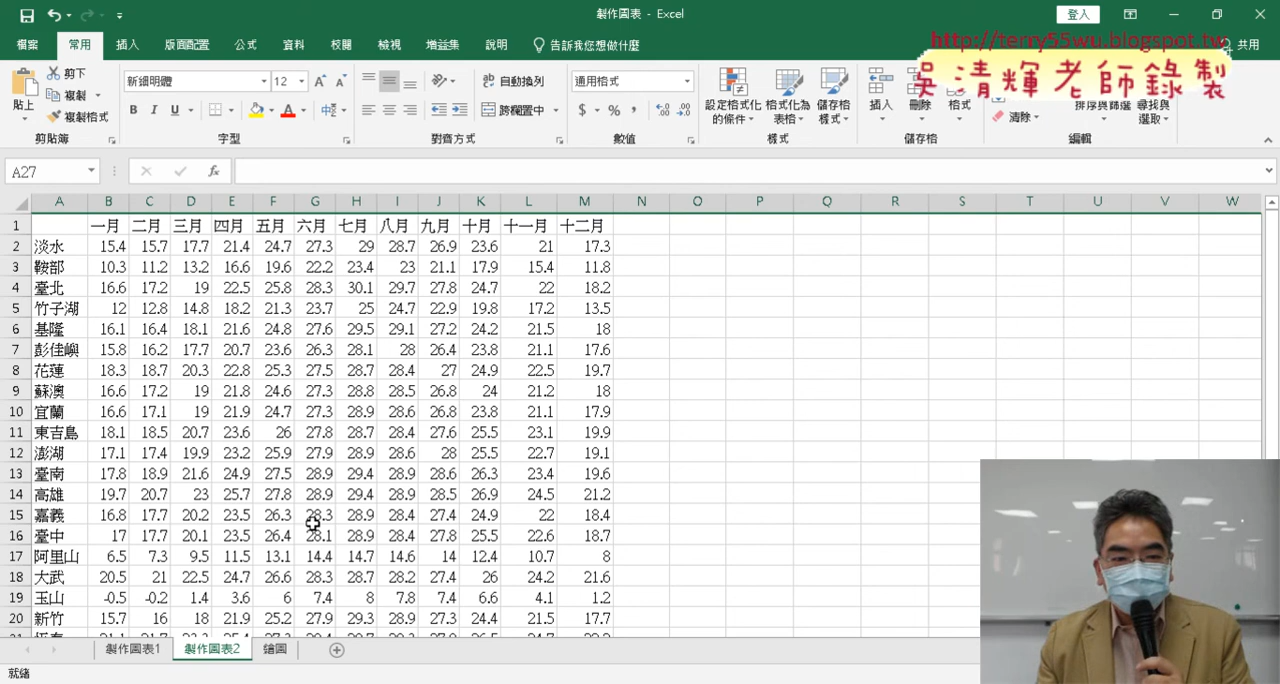 製作圖表 - Excel
登入
檔案 常用 插入 版面配置 公式 資料 校閱 檢視 增益集 說明 告訴我您想做什麼 共用
http://terry55wu.blogspot.tw
吳清輝老師錄製
貼上 剪下 複製 複製格式 剪貼簿
新細明體 12 B I U 字型
自動換列 跨欄置中 對齊方式
通用格式 $ % , 數值
設定格式化的條件 格式化為表格 儲存格樣式 樣式
插入 刪除 格式 儲存格
清除 排序與篩選 尋找與選取 編輯
A27 fx
A B C D E F G H I J K L M N O P Q R S T U V W
1 一月 二月 三月 四月 五月 六月 七月 八月 九月 十月 十一月 十二月
2 淡水 15.4 15.7 17.7 21.4 24.7 27.3 29 28.7 26.9 23.6 21 17.3
3 鞍部 10.3 11.2 13.2 16.6 19.6 22.2 23.4 23 21.1 17.9 15.4 11.8
4 臺北 16.6 17.2 19 22.5 25.8 28.3 30.1 29.7 27.8 24.7 22 18.2
5 竹子湖 12 12.8 14.8 18.2 21.3 23.7 25 24.7 22.9 19.8 17.2 13.5
6 基隆 16.1 16.4 18.1 21.6 24.8 27.6 29.5 29.1 27.2 24.2 21.5 18
7 彭佳嶼 15.8 16.2 17.7 20.7 23.6 26.3 28.1 28 26.4 23.8 21.1 17.6
8 花蓮 18.3 18.7 20.3 22.8 25.3 27.5 28.7 28.4 27 24.9 22.5 19.7
9 蘇澳 16.6 17.2 19 21.8 24.6 27.3 28.8 28.5 26.8 24 21.2 18
10 宜蘭 16.6 17.1 19 21.9 24.7 27.3 28.9 28.6 26.8 23.8 21.1 17.9
11 東吉島 18.1 18.5 20.7 23.6 26 27.8 28.7 28.4 27.6 25.5 23.1 19.9
12 澎湖 17.1 17.4 19.9 23.2 25.9 27.9 28.9 28.6 28 25.5 22.7 19.1
13 臺南 17.8 18.9 21.6 24.9 27.5 28.9 29.4 28.9 28.6 26.3 23.4 19.6
14 高雄 19.7 20.7 23 25.7 27.8 28.9 29.4 28.9 28.5 26.9 24.5 21.2
15 嘉義 16.8 17.7 20.2 23.5 26.3 28.3 28.9 28.4 27.4 24.9 22 18.4
16 臺中 17 17.7 20.1 23.5 26.4 28.1 28.9 28.4 27.8 25.5 22.6 18.7
17 阿里山 6.5 7.3 9.5 11.5 13.1 14.4 14.7 14.6 14 12.4 10.7 8
18 大武 20.5 21 22.5 24.7 26.6 28.3 28.7 28.2 27.4 26 24.2 21.6
19 玉山 -0.5 -0.2 1.4 3.6 6 7.4 8 7.8 7.4 6.6 4.1 1.2
20 新竹 15.7 16 18 21.9 25.2 27.9 29.3 28.9 27.3 24.4 21.5 17.7
製作圖表1 製作圖表2 繪圖
就緒